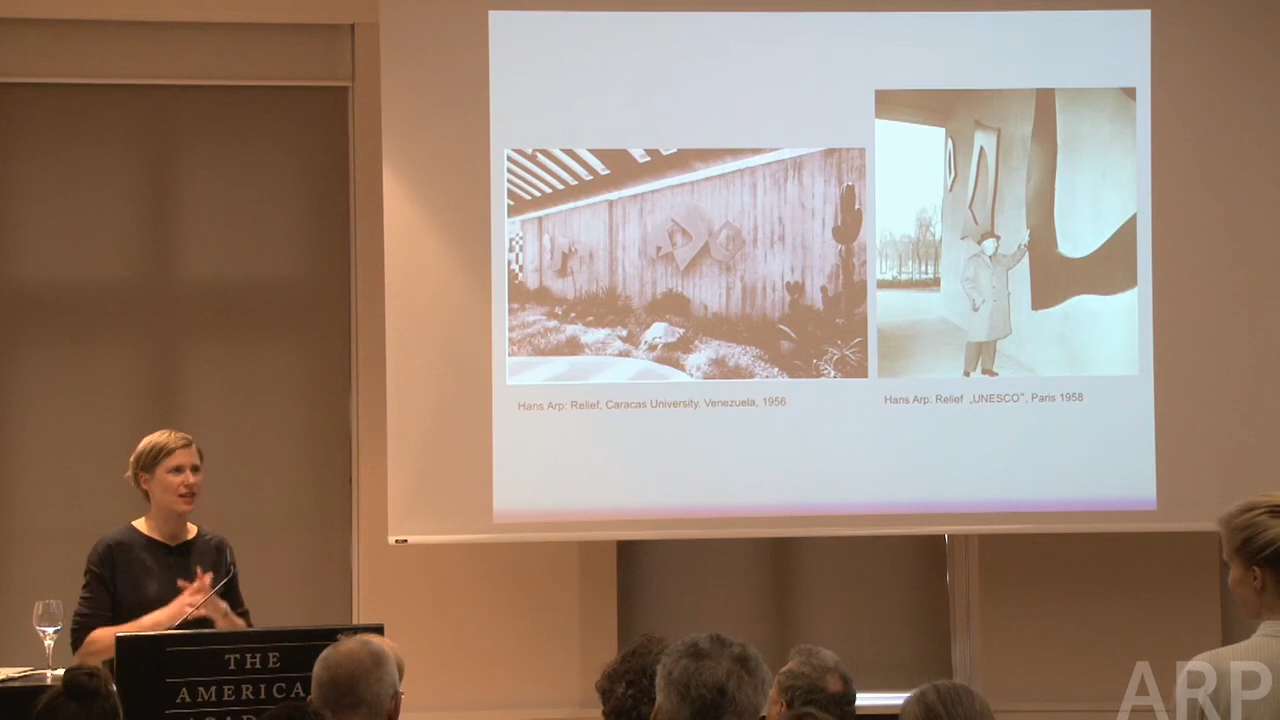 Hans Arp: Relief, Caracas University, Venezuela, 1956
Hans Arp: Relief „UNESCO“, Paris 1958
THE
AMERICA
ARP